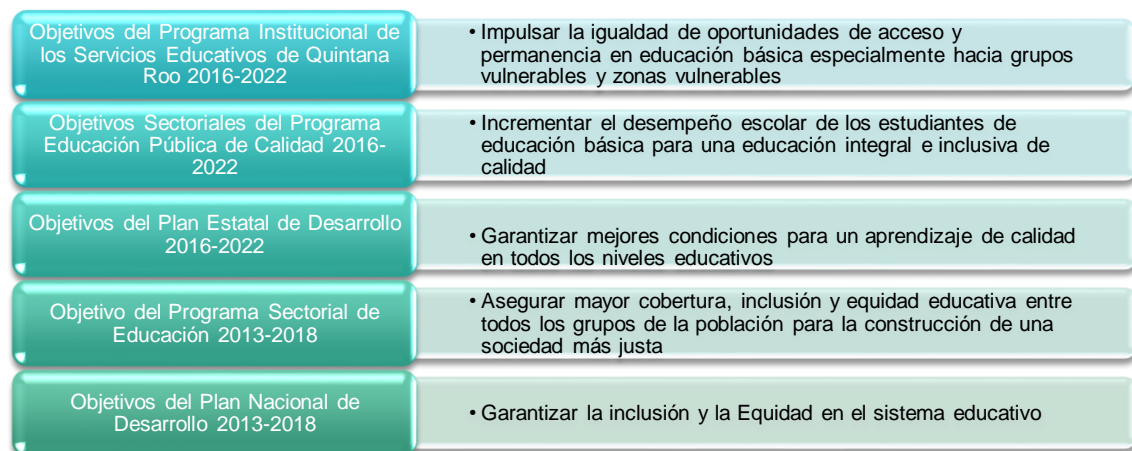 Objetivos del Programa Institucional de
los Servicios Educativos de Quintana
Roo 2016-2022
• Impulsar la igualdad de oportunidades de acceso y
permanencia en educación básica especialmente hacia grupos
vulnerables y zonas vulnerables
Objetivos Sectoriales del Programa
Educación Pública de Calidad 2016-
2022
• Incrementar el desempeño escolar de los estudiantes de
educación básica para una educación integral e inclusiva de
calidad
Objetivos del Plan Estatal de Desarrollo
2016-2022
• Garantizar mejores condiciones para un aprendizaje de calidad
en todos los niveles educativos
Objetivo del Programa Sectorial de
Educación 2013-2018
• Asegurar mayor cobertura, inclusión y equidad educativa entre
todos los grupos de la población para la construcción de una
sociedad más justa
Objetivos del Plan Nacional de
Desarrollo 2013-2018
• Garantizar la inclusión y la Equidad en el sistema educativo